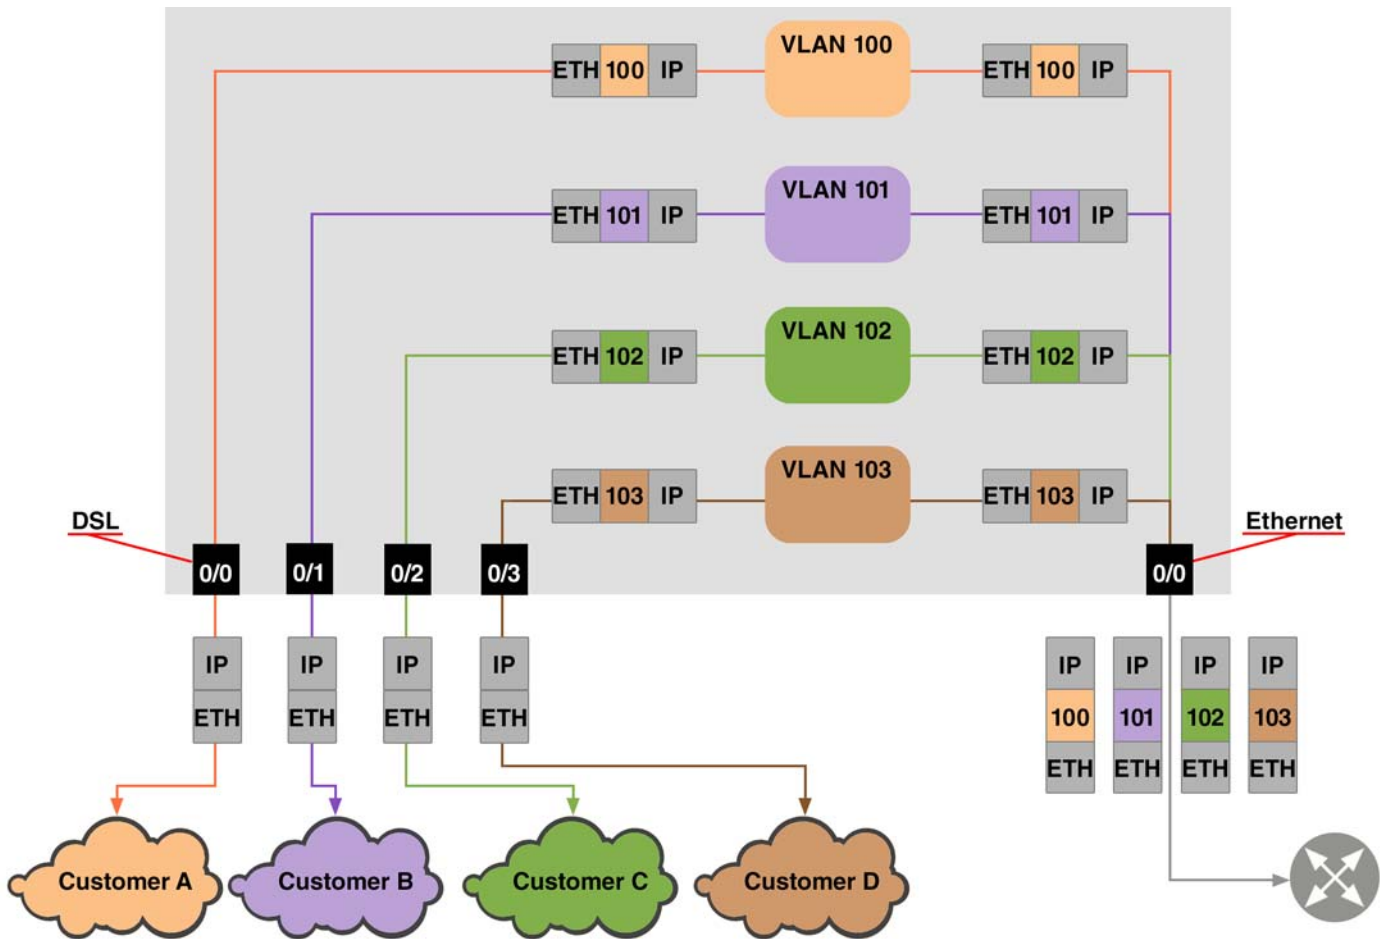 VLAN 100
ETH 100 IP
ETH 100 IP
VLAN 101
ETH 101 IP
ETH 101 IP
VLAN 102
ETH 102 IP
ETH 102 IP
VLAN 103
ETH 103 IP
ETH 103 IP
DSL
Ethernet
0/0
0/1
0/2
0/3
0/0
IP
ETH
IP
ETH
IP
ETH
IP
ETH
IP
100
ETH
IP
101
ETH
IP
102
ETH
IP
103
ETH
Customer A
Customer B
Customer C
Customer D